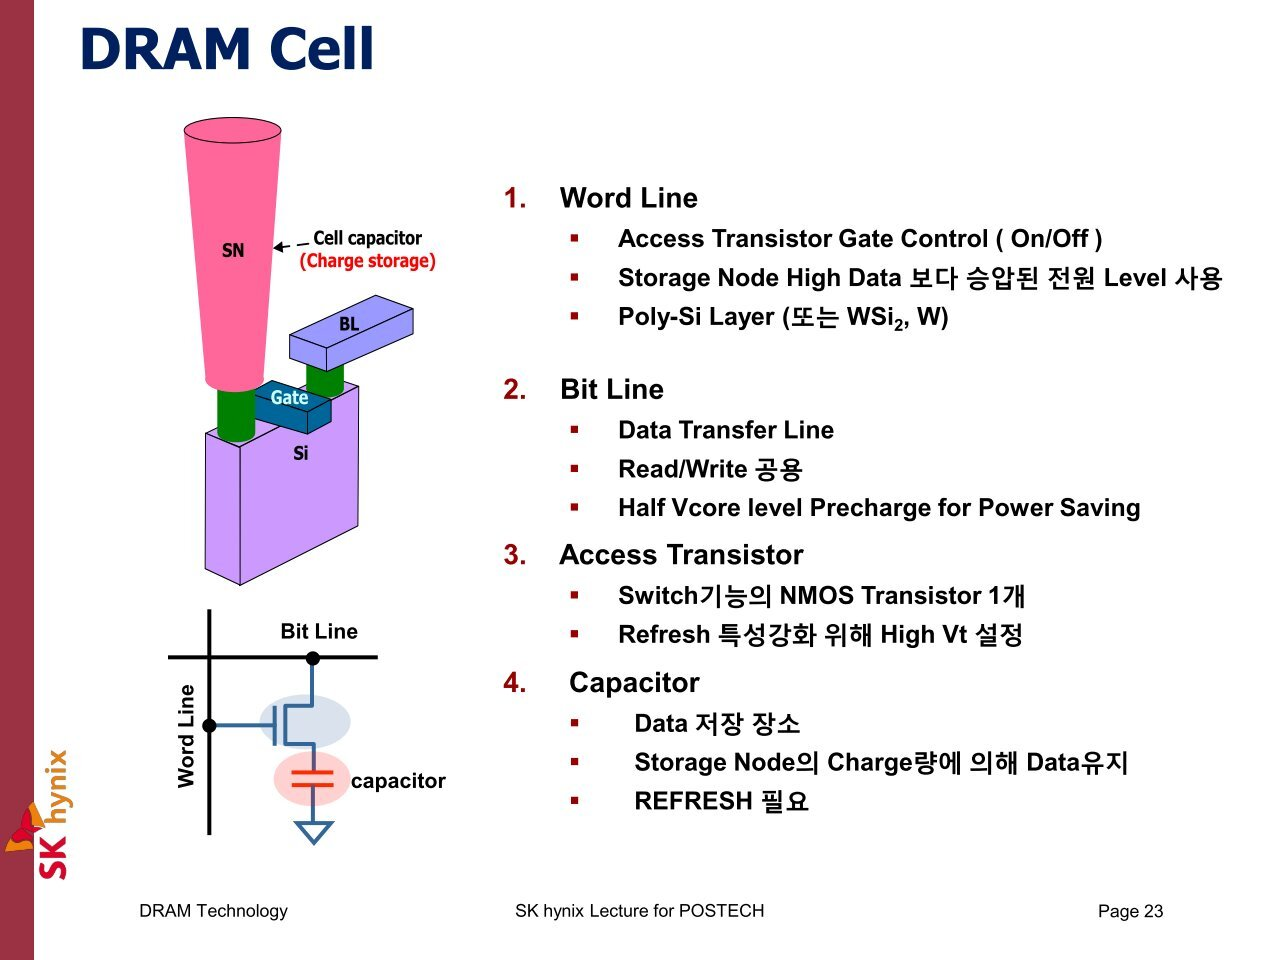 DRAM Cell
SN
Cell capacitor
(Charge storage)
BL
Gate
Si
Bit Line
Word Line
capacitor
1. Word Line
▪ Access Transistor Gate Control ( On/Off )
▪ Storage Node High Data 보다 승압된 전원 Level 사용
▪ Poly-Si Layer (또는 WSi2, W)
2. Bit Line
▪ Data Transfer Line
▪ Read/Write 공용
▪ Half Vcore level Precharge for Power Saving
3. Access Transistor
▪ Switch기능의 NMOS Transistor 1개
▪ Refresh 특성강화 위해 High Vt 설정
4. Capacitor
▪ Data 저장 장소
▪ Storage Node의 Charge량에 의해 Data유지
▪ REFRESH 필요
SK hynix
DRAM Technology
SK hynix Lecture for POSTECH
Page 23